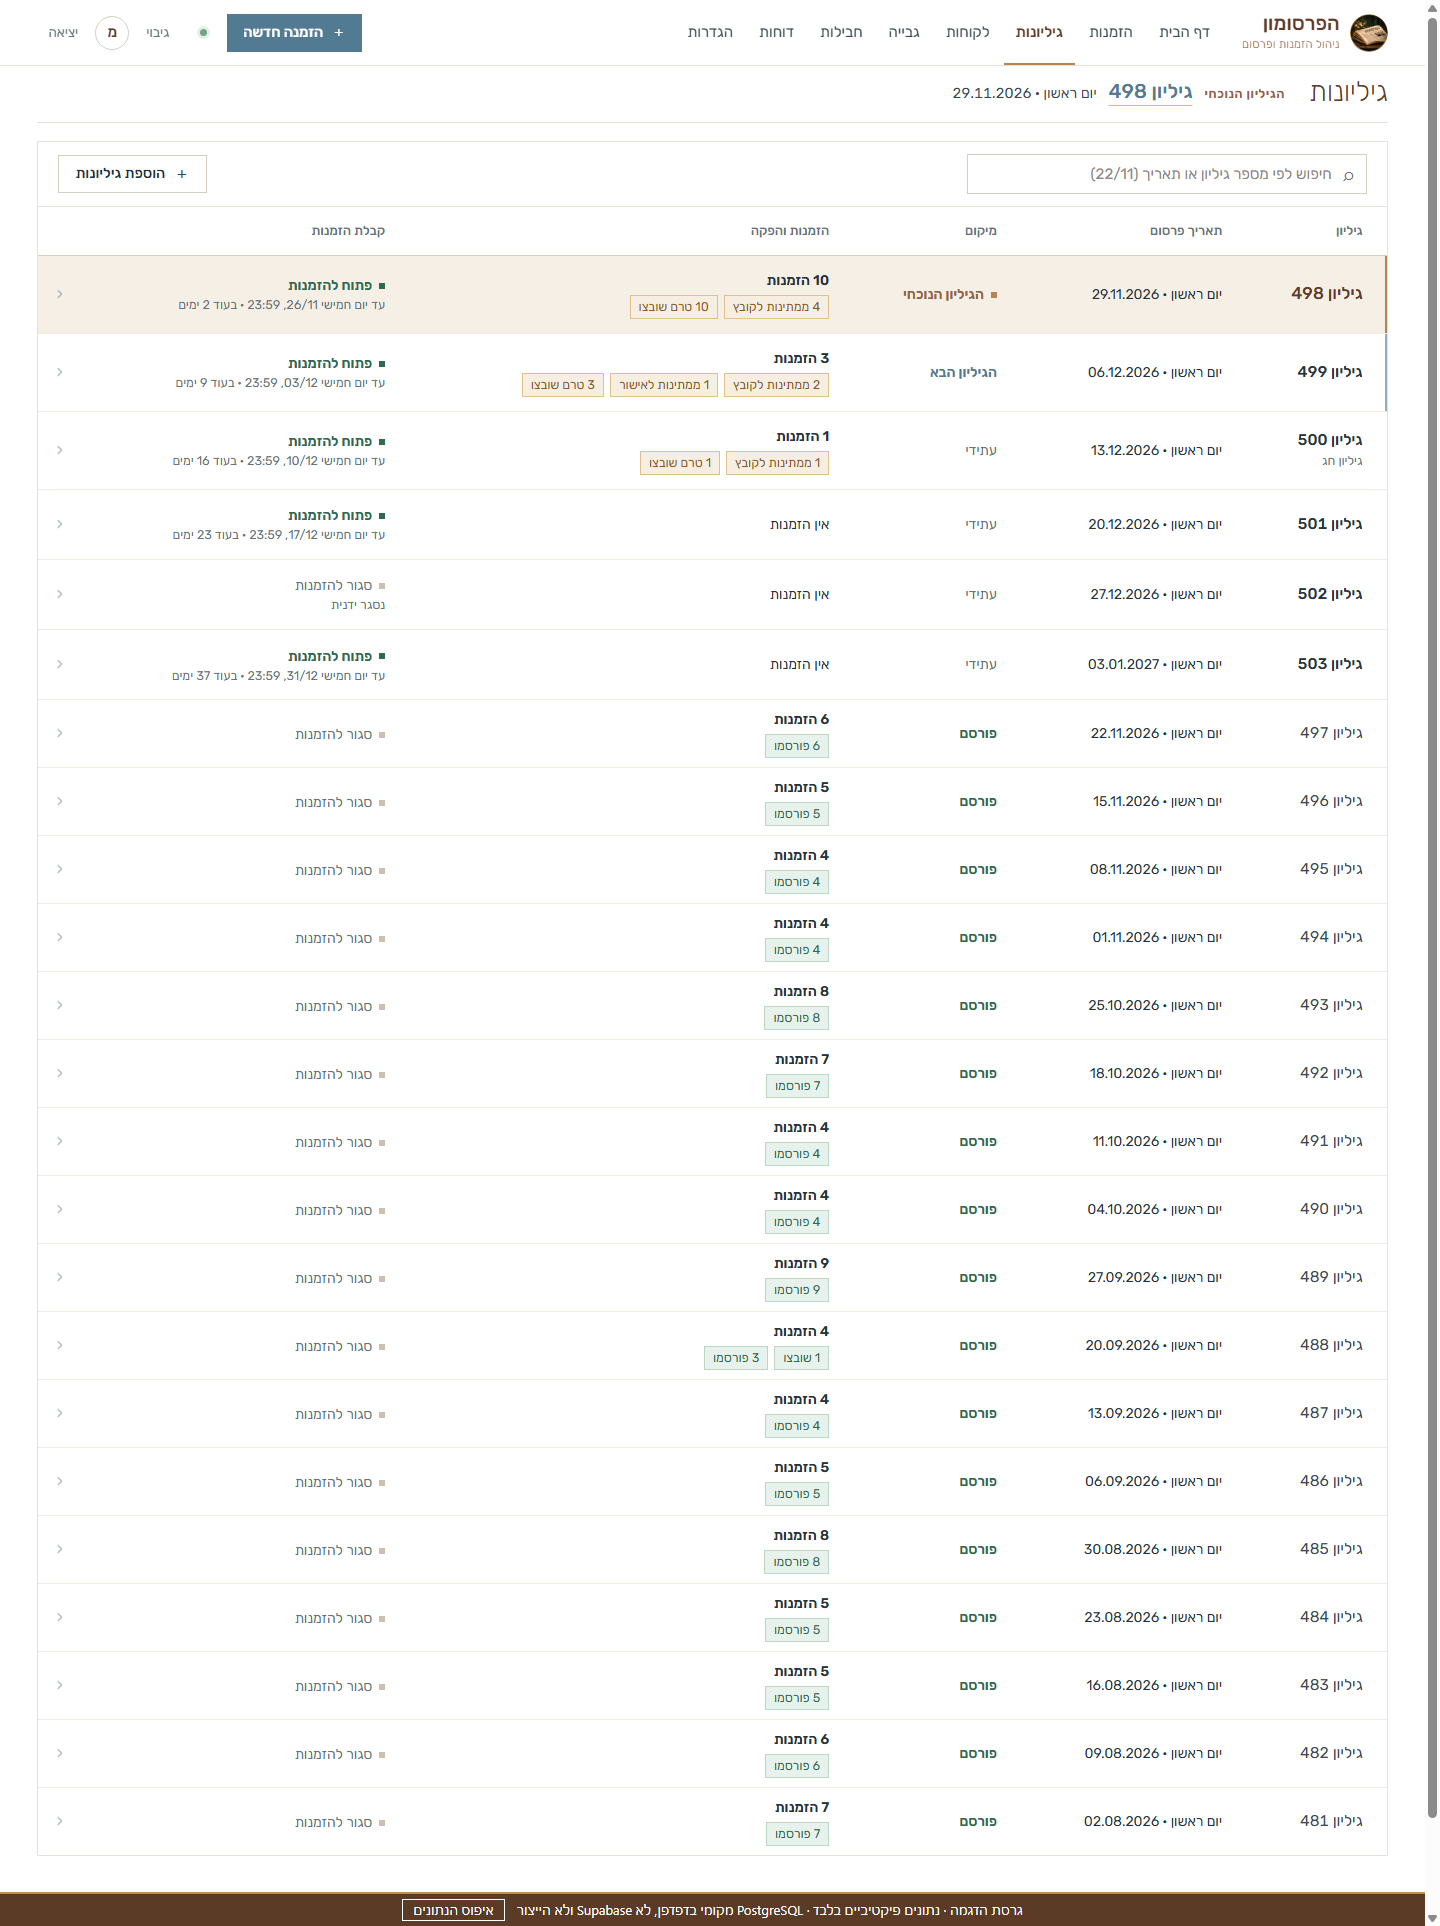 הפרסומון
ניהול הזמנות ופרסום
דף הבית הזמנות גיליונות לקוחות גבייה חבילות דוחות הגדרות
+ הזמנה חדשה
גיבוי
מ
יציאה
גיליונות הגיליון הנוכחי גיליון 498 יום ראשון • 29.11.2026
חיפוש לפי מספר גיליון או תאריך (22/11)
+ הוספת גיליונות
גיליון תאריך פרסום מיקום הזמנות והפקה קבלת הזמנות
גיליון 498 יום ראשון • 29.11.2026 הגיליון הנוכחי 10 הזמנות פתוח להזמנות
4 ממתינות לקובץ 10 טרם שובצו עד יום חמישי 26/11, 23:59 • בעוד 2 ימים
גיליון 499 יום ראשון • 06.12.2026 הגיליון הבא 3 הזמנות פתוח להזמנות
2 ממתינות לקובץ 1 ממתינות לאישור 3 טרם שובצו עד יום חמישי 03/12, 23:59 • בעוד 9 ימים
גיליון 500 יום ראשון • 13.12.2026 עתידי 1 הזמנות פתוח להזמנות
גיליון חג 1 ממתינות לקובץ 1 טרם שובצו עד יום חמישי 10/12, 23:59 • בעוד 16 ימים
גיליון 501 יום ראשון • 20.12.2026 עתידי אין הזמנות פתוח להזמנות
עד יום חמישי 17/12, 23:59 • בעוד 23 ימים
גיליון 502 יום ראשון • 27.12.2026 עתידי אין הזמנות סגור להזמנות
נסגר ידנית
גיליון 503 יום ראשון • 03.01.2027 עתידי אין הזמנות פתוח להזמנות
עד יום חמישי 31/12, 23:59 • בעוד 37 ימים
גיליון 497 יום ראשון • 22.11.2026 פורסם 6 הזמנות סגור להזמנות
6 פורסמו
גיליון 496 יום ראשון • 15.11.2026 פורסם 5 הזמנות סגור להזמנות
5 פורסמו
גיליון 495 יום ראשון • 08.11.2026 פורסם 4 הזמנות סגור להזמנות
4 פורסמו
גיליון 494 יום ראשון • 01.11.2026 פורסם 4 הזמנות סגור להזמנות
4 פורסמו
גיליון 493 יום ראשון • 25.10.2026 פורסם 8 הזמנות סגור להזמנות
8 פורסמו
גיליון 492 יום ראשון • 18.10.2026 פורסם 7 הזמנות סגור להזמנות
7 פורסמו
גיליון 491 יום ראשון • 11.10.2026 פורסם 4 הזמנות סגור להזמנות
4 פורסמו
גיליון 490 יום ראשון • 04.10.2026 פורסם 4 הזמנות סגור להזמנות
4 פורסמו
גיליון 489 יום ראשון • 27.09.2026 פורסם 9 הזמנות סגור להזמנות
9 פורסמו
גיליון 488 יום ראשון • 20.09.2026 פורסם 4 הזמנות סגור להזמנות
1 שובצו 3 פורסמו
גיליון 487 יום ראשון • 13.09.2026 פורסם 4 הזמנות סגור להזמנות
4 פורסמו
גיליון 486 יום ראשון • 06.09.2026 פורסם 5 הזמנות סגור להזמנות
5 פורסמו
גיליון 485 יום ראשון • 30.08.2026 פורסם 8 הזמנות סגור להזמנות
8 פורסמו
גיליון 484 יום ראשון • 23.08.2026 פורסם 5 הזמנות סגור להזמנות
5 פורסמו
גיליון 483 יום ראשון • 16.08.2026 פורסם 5 הזמנות סגור להזמנות
5 פורסמו
גיליון 482 יום ראשון • 09.08.2026 פורסם 6 הזמנות סגור להזמנות
6 פורסמו
גיליון 481 יום ראשון • 02.08.2026 פורסם 7 הזמנות סגור להזמנות
7 פורסמו
גרסת הדגמה · נתונים פיקטיביים בלבד · PostgreSQL מקומי בדפדפן, לא Supabase ולא הייצור איפוס הנתונים